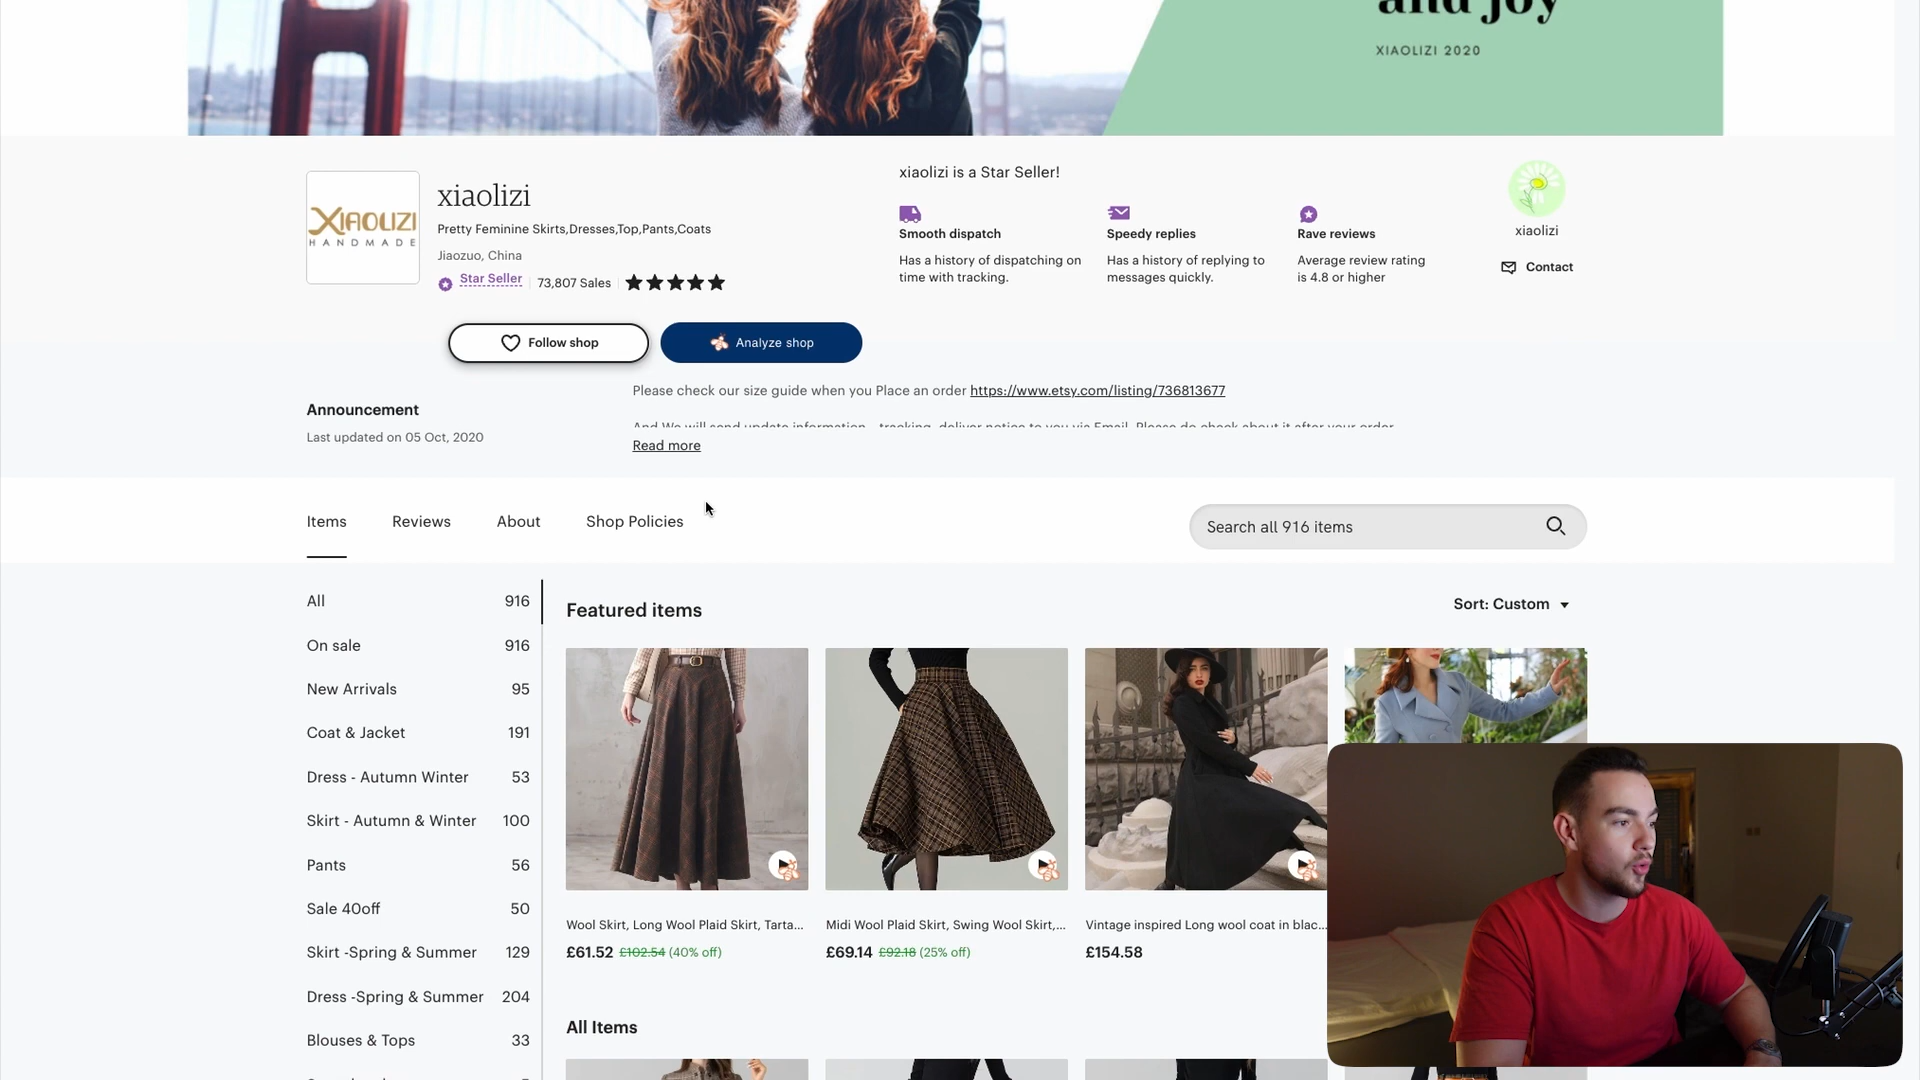 and joy
XIAOLIZI 2020
XIAOLIZI
HANDMADE
xiaolizi
Pretty Feminine Skirts,Dresses,Top,Pants,Coats
Jiaozuo, China
Star Seller
73,807 Sales
xiaolizi is a Star Seller!
Smooth dispatch
Has a history of dispatching on
time with tracking.
Speedy replies
Has a history of replying to
messages quickly.
Rave reviews
Average review rating
is 4.8 or higher
xiaolizi
Contact
Follow shop
Analyze shop
Announcement
Last updated on 05 Oct, 2020
Please check our size guide when you Place an order https://www.etsy.com/listing/736813677
And We will send update information , tracking, deliver notice to you via Email. Please do check about it after your order
Read more
Items
Reviews
About
Shop Policies
Search all 916 items
All 916
On sale 916
New Arrivals 95
Coat & Jacket 191
Dress - Autumn Winter 53
Skirt - Autumn & Winter 100
Pants 56
Sale 40off 50
Skirt -Spring & Summer 129
Dress -Spring & Summer 204
Blouses & Tops 33
Featured items
Sort: Custom
Wool Skirt, Long Wool Plaid Skirt, Tarta...
£61.52 £102.54 (40% off)
Midi Wool Plaid Skirt, Swing Wool Skirt,...
£69.14 £92.18 (25% off)
Vintage inspired Long wool coat in blac...
£154.58
All Items